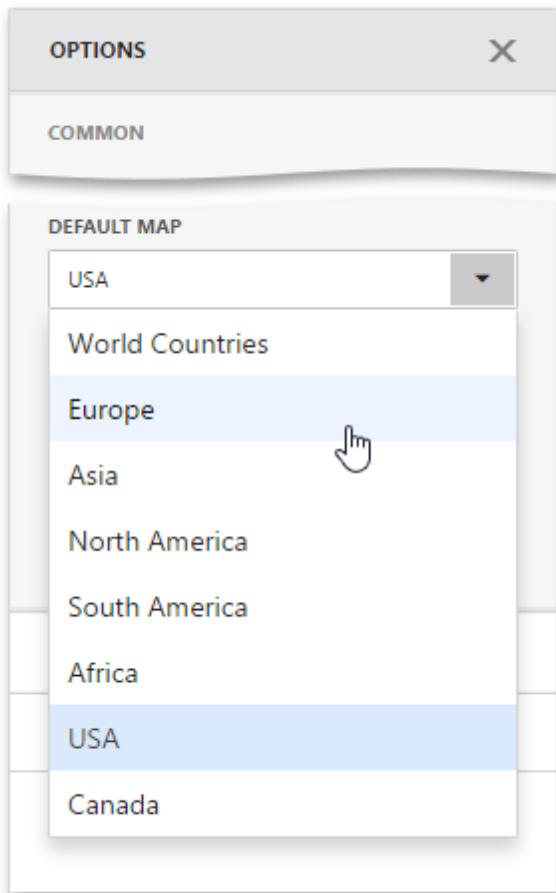 OPTIONS
COMMON
DEFAULT MAP
USA
World Countries
Europe
Asia
North America
South America
Africa
USA
Canada